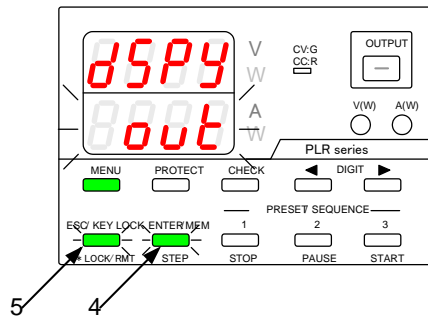 dSPy
V
W
out
A
W
CV:G
CC:R
OUTPUT
V(W) A(W)
PLR series
MENU PROTECT CHECK ◀ DIGIT ▶
PRESET/ SEQUENCE
ESC/ KEY LOCK ENTER/MEM 1 2 3
* LOCK/ RMT STEP STOP PAUSE START
5 4